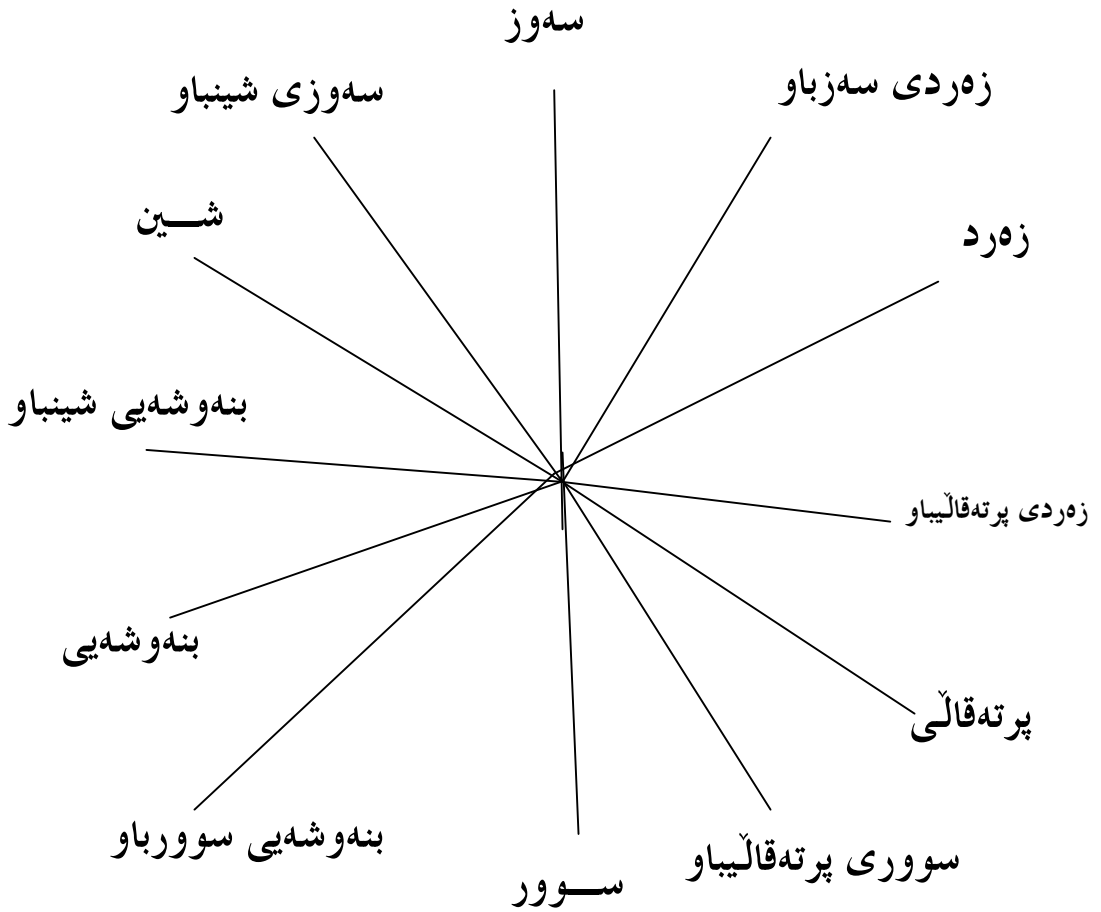 سەوز
زەردی سەزباو
سەوزی شینباو
شـــین
زەرد
بنەوشەیی شینباو
زەردی پرتەقاڵیباو
بنەوشەیی
پرتەقاڵی
بنەوشەیی سوورباو
سووری پرتەقاڵیباو
ســـوور